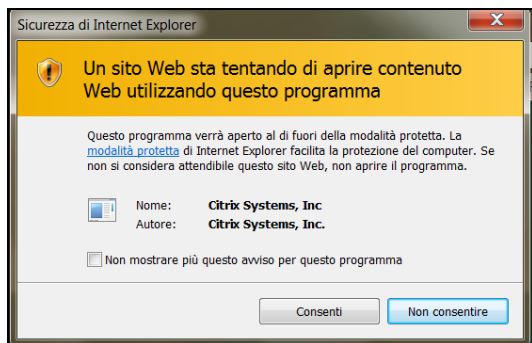 Sicurezza di Internet Explorer
Un sito Web sta tentando di aprire contenuto
Web utilizzando questo programma
Questo programma verrà aperto al di fuori della modalità protetta. La
modalità protetta di Internet Explorer facilita la protezione del computer. Se
non si considera attendibile questo sito Web, non aprire il programma.
Nome: Citrix Systems, Inc
Autore: Citrix Systems, Inc.
Non mostrare più questo avviso per questo programma
Consenti Non consentire